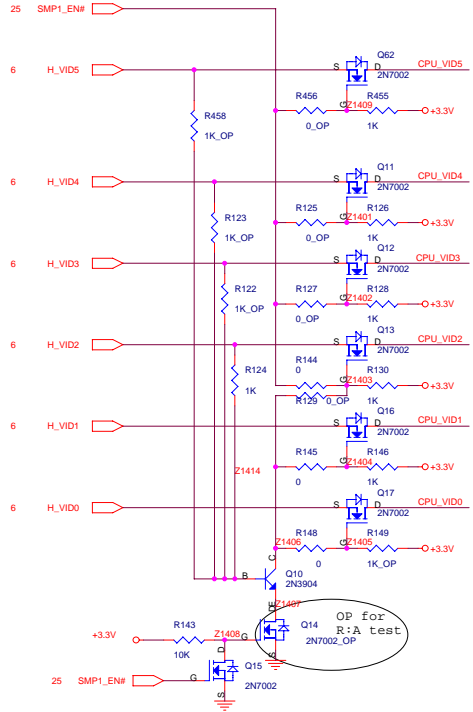 25 SMP1_EN#
6 H_VID5 S D Q62 CPU_VID5
2N7002
R458
1K_OP
R456 G Z1409 R455
0_OP 1K +3.3V
6 H_VID4 S D Q11 CPU_VID4
2N7002
R123
1K_OP
R125 G Z1401 R126
0_OP 1K +3.3V
6 H_VID3 S D Q12 CPU_VID3
2N7002
R122
1K_OP
R127 G Z1402 R128
0_OP 1K +3.3V
6 H_VID2 S D Q13 CPU_VID2
2N7002
R124
1K
R144
0
G Z1403 R130
1K +3.3V
R129 0_OP
6 H_VID1 S D Q16 CPU_VID1
2N7002
Z1414
R145 G Z1404 R146
0 1K +3.3V
6 H_VID0 S D Q17 CPU_VID0
2N7002
Z1406 R148 G Z1405 R149
0 1K_OP +3.3V
C
B Q10
2N3904
E
D Z1407
+3.3V R143 Z1408 G Q14
10K 2N7002_OP
S
OP for
R:A test
D
25 SMP1_EN# G Q15
2N7002
S